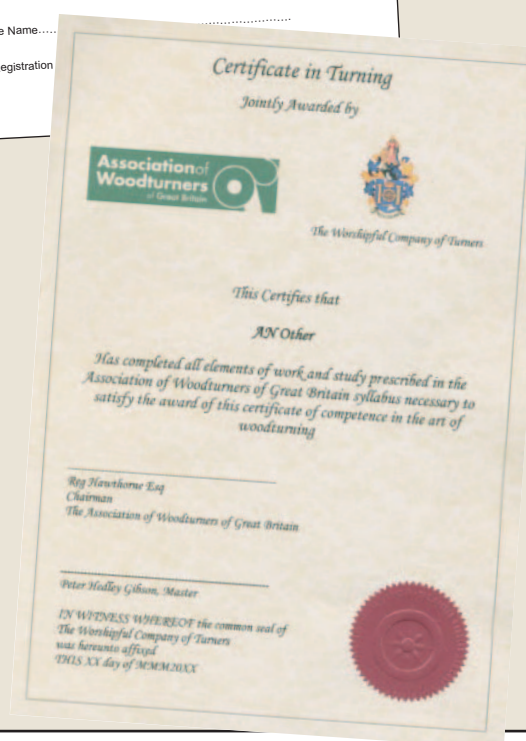 e Name.....
egistration
Certificate in Turning
Jointly Awarded by
Association of
Woodturners
of Great Britain
The Worshipful Company of Turners
This Certifies that
AN Other
Has completed all elements of work and study prescribed in the
Association of Woodturners of Great Britain syllabus necessary to
satisfy the award of this certificate of competence in the art of
woodturning
Reg Hawthorne Esq
Chairman
The Association of Woodturners of Great Britain
Peter Hedley Gibson, Master
IN WITNESS WHEREOF the common seal of
The Worshipful Company of Turners
was hereunto affixed
THIS XX day of MMM20XX